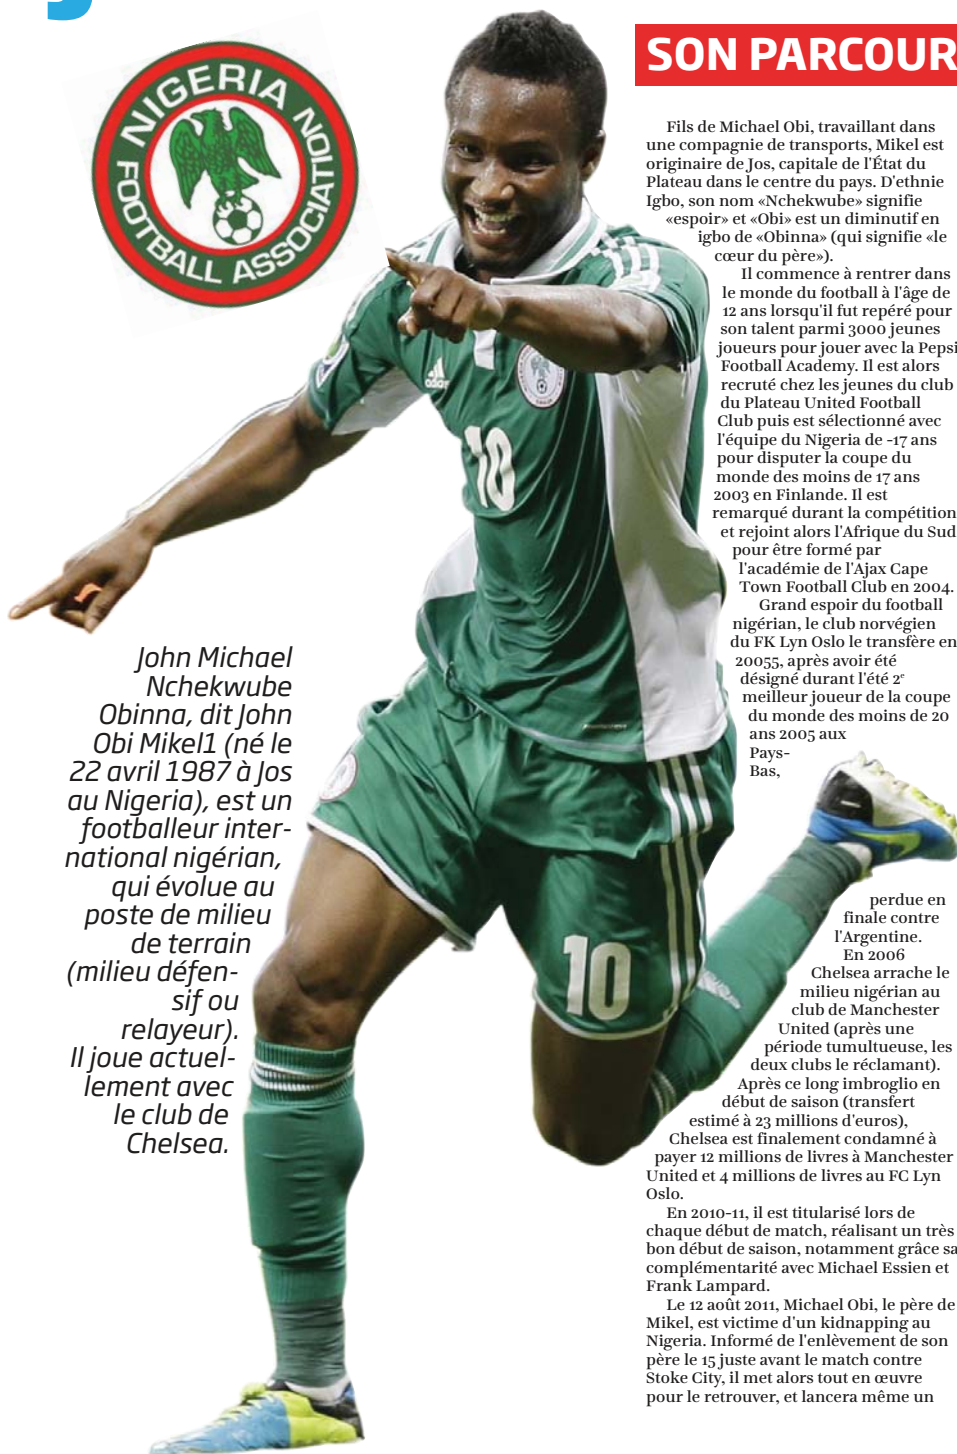 NIGERIA
FOOTBALL ASSOCIATION
adidas
10
10
John Michael
Nchekwube
Obinna, dit John
Obi Mikel1 (né le
22 avril 1987 à Jos
au Nigeria), est un
footballeur inter-
national nigérian,
qui évolue au
poste de milieu
de terrain
(milieu défen-
sif ou
relayeur).
Il joue actuel-
lement avec
le club de
Chelsea.
SON PARCOUR
Fils de Michael Obi, travaillant dans
une compagnie de transports, Mikel est
originaire de Jos, capitale de l'État du
Plateau dans le centre du pays. D'ethnie
Igbo, son nom «Nchekwube» signifie
«espoir» et «Obi» est un diminutif en
igbo de «Obinna» (qui signifie «le
cœur du père»).
Il commence à rentrer dans
le monde du football à l'âge de
12 ans lorsqu'il fut repéré pour
son talent parmi 3000 jeunes
joueurs pour jouer avec la Pepsi
Football Academy. Il est alors
recruté chez les jeunes du club
du Plateau United Football
Club puis est sélectionné avec
l'équipe du Nigeria de -17 ans
pour disputer la coupe du
monde des moins de 17 ans
2003 en Finlande. Il est
remarqué durant la compétition
et rejoint alors l'Afrique du Sud
pour être formé par
l'académie de l'Ajax Cape
Town Football Club en 2004.
Grand espoir du football
nigérian, le club norvégien
du FK Lyn Oslo le transfère en
20055, après avoir été
désigné durant l'été 2e
meilleur joueur de la coupe
du monde des moins de 20
ans 2005 aux
Pays-
Bas,
perdue en
finale contre
l'Argentine.
En 2006
Chelsea arrache le
milieu nigérian au
club de Manchester
United (après une
période tumultueuse, les
deux clubs le réclamant).
Après ce long imbroglio en
début de saison (transfert
estimé à 23 millions d'euros),
Chelsea est finalement condamné à
payer 12 millions de livres à Manchester
United et 4 millions de livres au FC Lyn
Oslo.
En 2010-11, il est titularisé lors de
chaque début de match, réalisant un très
bon début de saison, notamment grâce sa
complémentarité avec Michael Essien et
Frank Lampard.
Le 12 août 2011, Michael Obi, le père de
Mikel, est victime d'un kidnapping au
Nigeria. Informé de l'enlèvement de son
père le 15 juste avant le match contre
Stoke City, il met alors tout en œuvre
pour le retrouver, et lancera même un